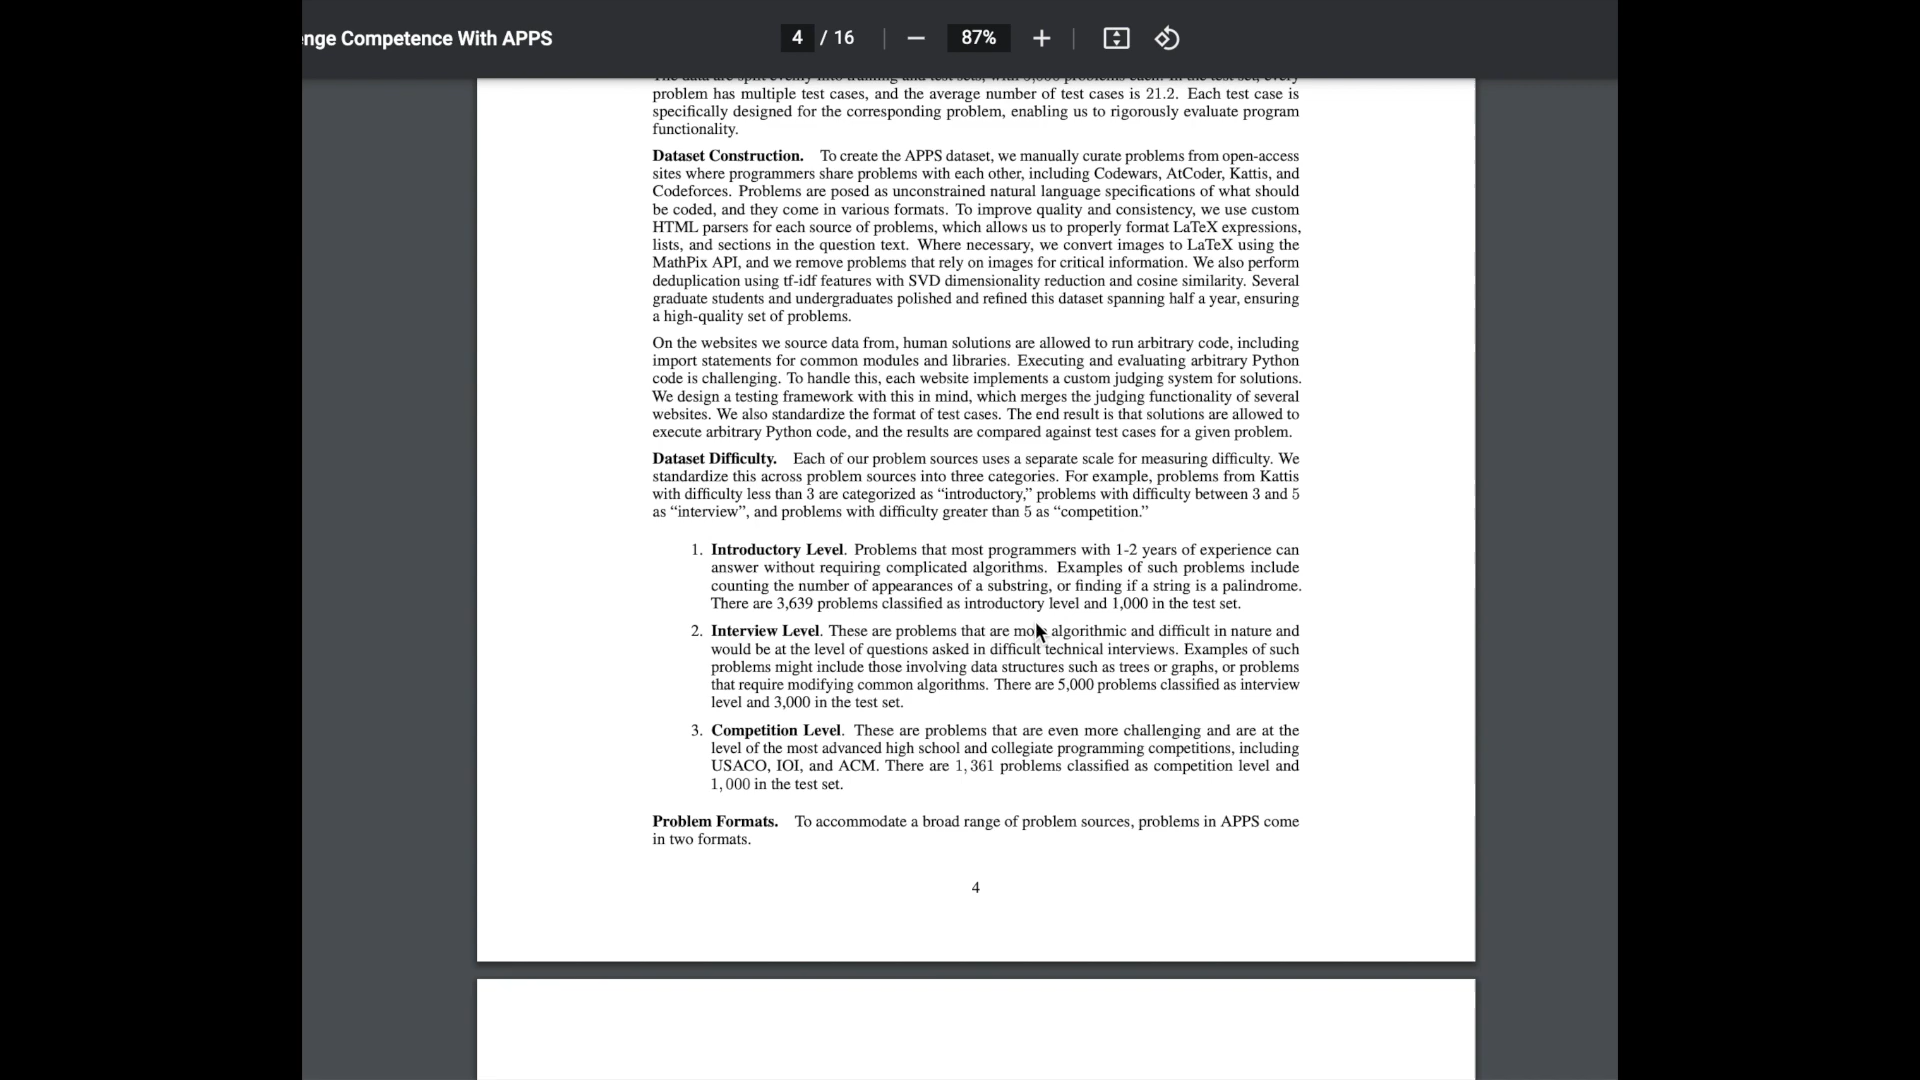 nge Competence With APPS
4 / 16
87%
The data are split evenly into training and test sets, with 5,000 problems each. In the test set, every
problem has multiple test cases, and the average number of test cases is 21.2. Each test case is
specifically designed for the corresponding problem, enabling us to rigorously evaluate program
functionality.
Dataset Construction. To create the APPS dataset, we manually curate problems from open-access
sites where programmers share problems with each other, including Codewars, AtCoder, Kattis, and
Codeforces. Problems are posed as unconstrained natural language specifications of what should
be coded, and they come in various formats. To improve quality and consistency, we use custom
HTML parsers for each source of problems, which allows us to properly format LaTeX expressions,
lists, and sections in the question text. Where necessary, we convert images to LaTeX using the
MathPix API, and we remove problems that rely on images for critical information. We also perform
deduplication using tf-idf features with SVD dimensionality reduction and cosine similarity. Several
graduate students and undergraduates polished and refined this dataset spanning half a year, ensuring
a high-quality set of problems.
On the websites we source data from, human solutions are allowed to run arbitrary code, including
import statements for common modules and libraries. Executing and evaluating arbitrary Python
code is challenging. To handle this, each website implements a custom judging system for solutions.
We design a testing framework with this in mind, which merges the judging functionality of several
websites. We also standardize the format of test cases. The end result is that solutions are allowed to
execute arbitrary Python code, and the results are compared against test cases for a given problem.
Dataset Difficulty. Each of our problem sources uses a separate scale for measuring difficulty. We
standardize this across problem sources into three categories. For example, problems from Kattis
with difficulty less than 3 are categorized as “introductory,” problems with difficulty between 3 and 5
as “interview”, and problems with difficulty greater than 5 as “competition.”
1. Introductory Level. Problems that most programmers with 1-2 years of experience can
answer without requiring complicated algorithms. Examples of such problems include
counting the number of appearances of a substring, or finding if a string is a palindrome.
There are 3,639 problems classified as introductory level and 1,000 in the test set.
2. Interview Level. These are problems that are more algorithmic and difficult in nature and
would be at the level of questions asked in difficult technical interviews. Examples of such
problems might include those involving data structures such as trees or graphs, or problems
that require modifying common algorithms. There are 5,000 problems classified as interview
level and 3,000 in the test set.
3. Competition Level. These are problems that are even more challenging and are at the
level of the most advanced high school and collegiate programming competitions, including
USACO, IOI, and ACM. There are 1, 361 problems classified as competition level and
1, 000 in the test set.
Problem Formats. To accommodate a broad range of problem sources, problems in APPS come
in two formats.
4